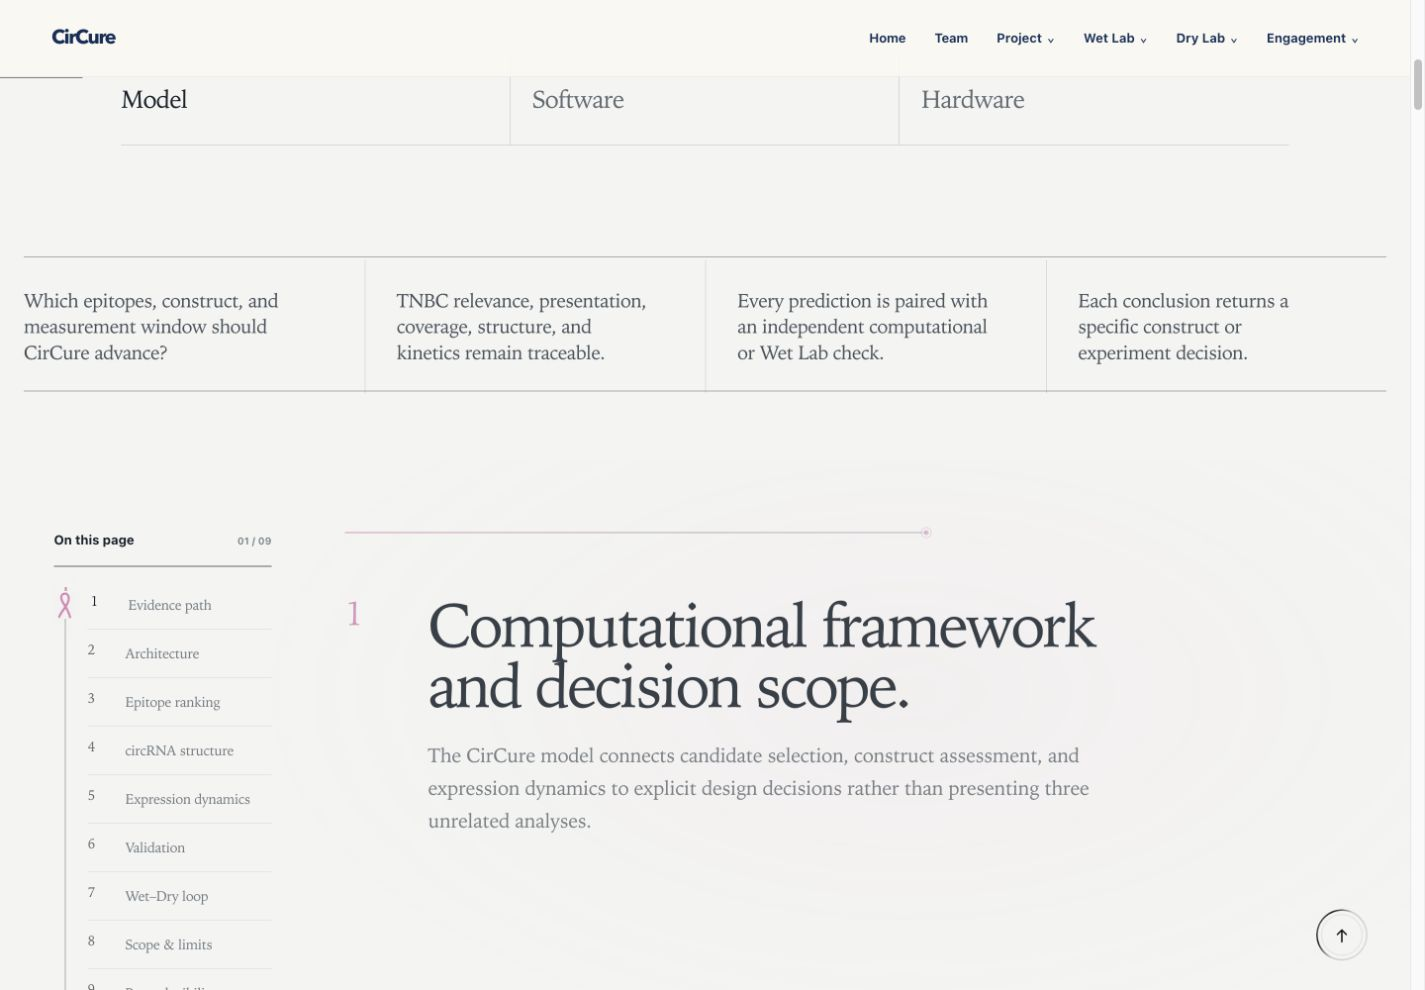 CirCure
Home
Team
Project
Wet Lab
Dry Lab
Engagement
Model
Software
Hardware
Which epitopes, construct, and
measurement window should
CirCure advance?
TNBC relevance, presentation,
coverage, structure, and
kinetics remain traceable.
Every prediction is paired with
an independent computational
or Wet Lab check.
Each conclusion returns a
specific construct or
experiment decision.
On this page
01 / 09
1 Evidence path
2 Architecture
3 Epitope ranking
4 circRNA structure
5 Expression dynamics
6 Validation
7 Wet–Dry loop
8 Scope & limits
9
1
Computational framework
and decision scope.
The CirCure model connects candidate selection, construct assessment, and
expression dynamics to explicit design decisions rather than presenting three
unrelated analyses.